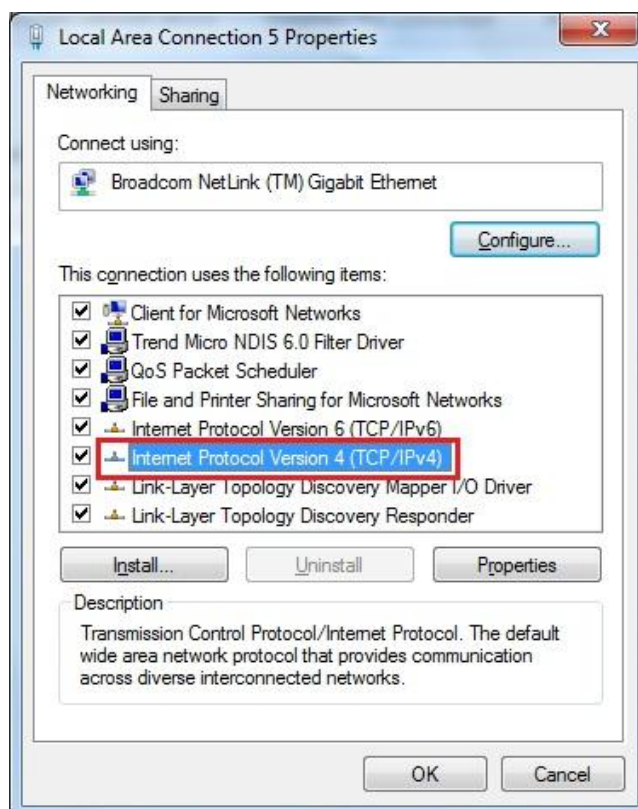 Local Area Connection 5 Properties
X
Networking
Sharing
Connect using:
Broadcom NetLink (TM) Gigabit Ethernet
Configure...
This connection uses the following items:
Client for Microsoft Networks
Trend Micro NDIS 6.0 Filter Driver
QoS Packet Scheduler
File and Printer Sharing for Microsoft Networks
Internet Protocol Version 6 (TCP/IPv6)
Internet Protocol Version 4 (TCP/IPv4)
Link-Layer Topology Discovery Mapper I/O Driver
Link-Layer Topology Discovery Responder
Install...
Uninstall
Properties
Description
Transmission Control Protocol/Internet Protocol. The default
wide area network protocol that provides communication
across diverse interconnected networks.
OK
Cancel